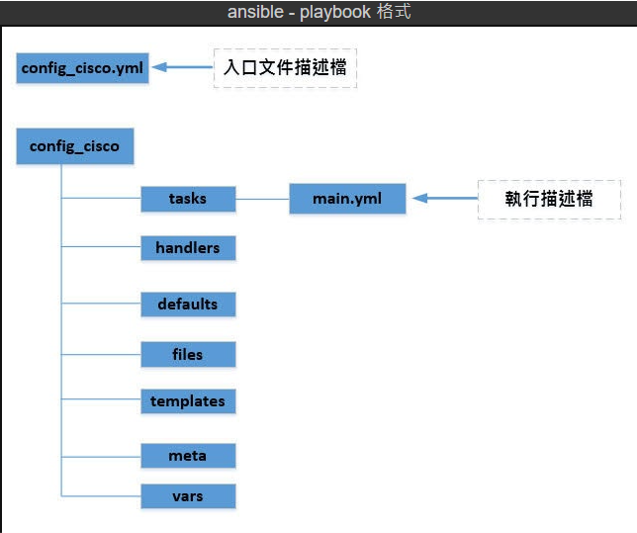 ansible - playbook 格式
config_cisco.yml
入口文件描述檔
config_cisco
tasks
main.yml
執行描述檔
handlers
defaults
files
templates
meta
vars